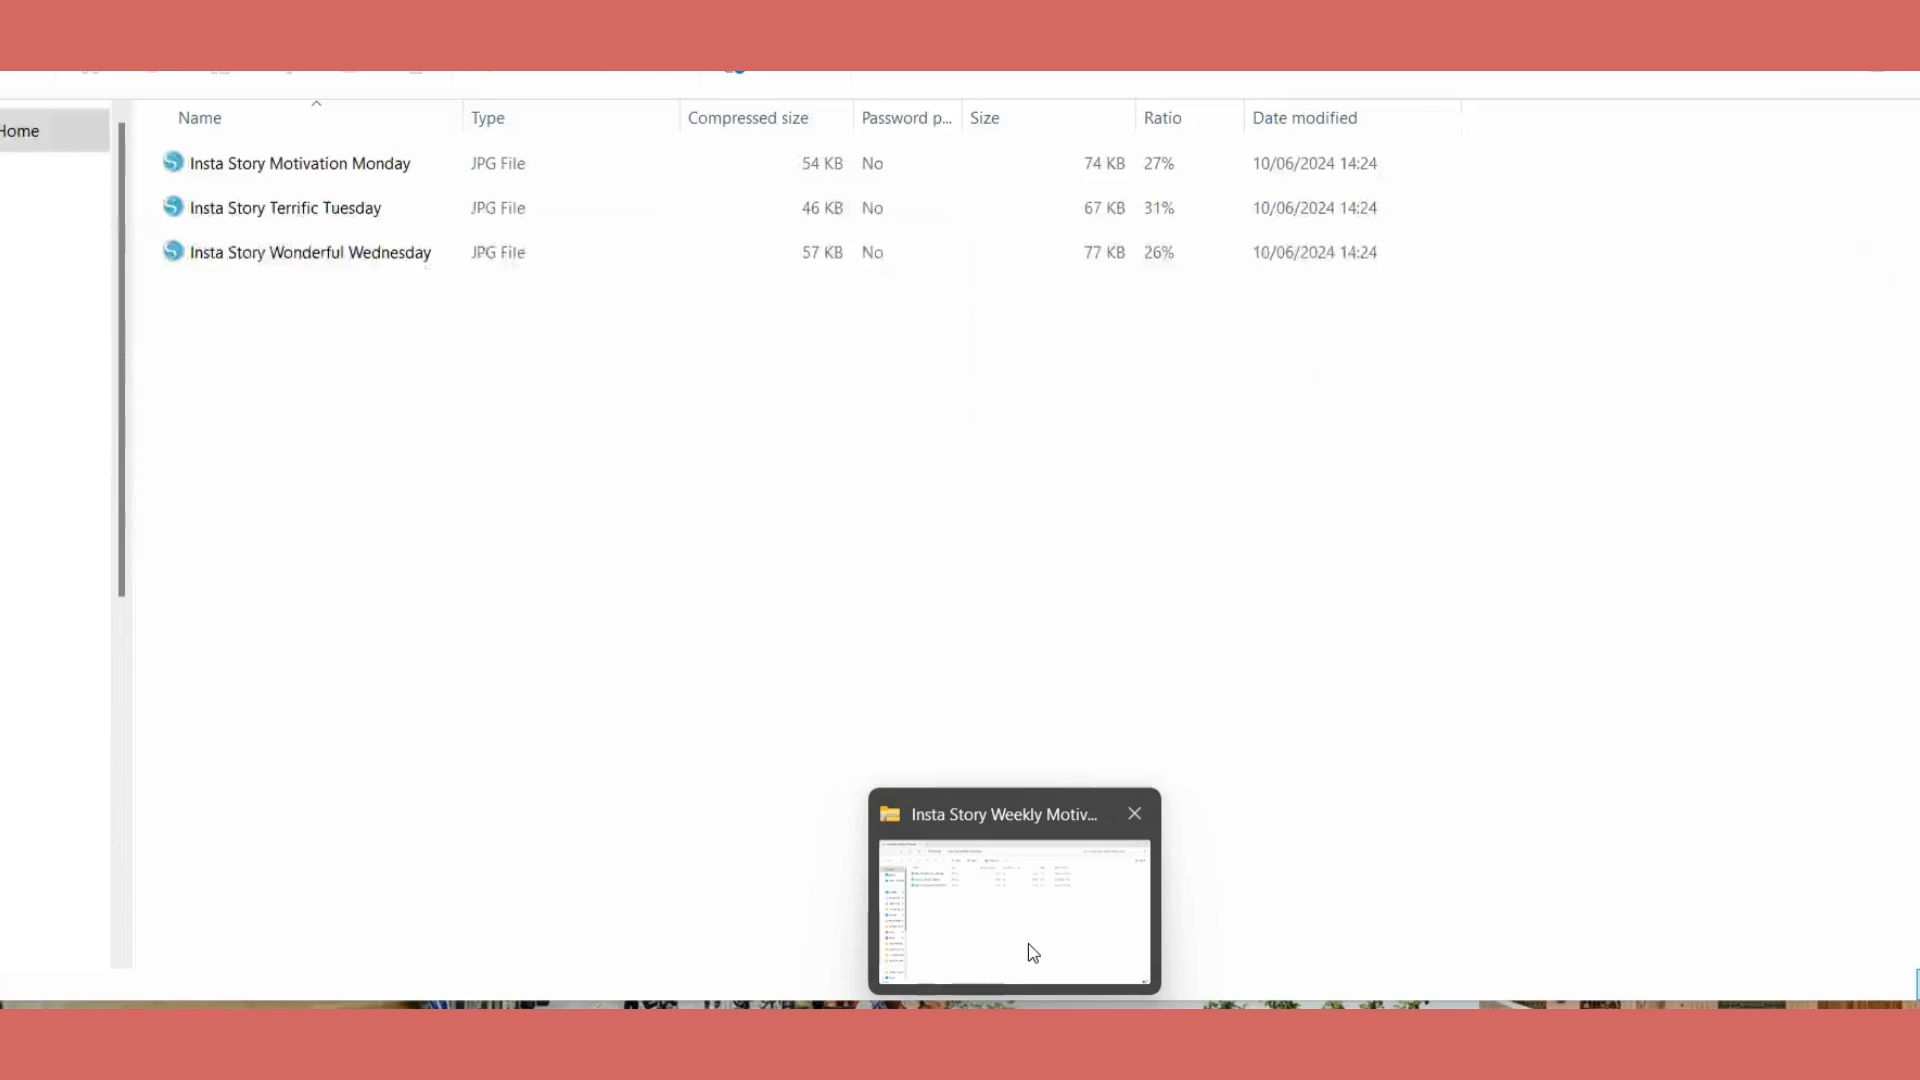 Name Type Compressed size Password p... Size Ratio Date modified
Home
Insta Story Motivation Monday JPG File 54 KB No 74 KB 27% 10/06/2024 14:24
Insta Story Terrific Tuesday JPG File 46 KB No 67 KB 31% 10/06/2024 14:24
Insta Story Wonderful Wednesday JPG File 57 KB No 77 KB 26% 10/06/2024 14:24
Insta Story Weekly Motiv...